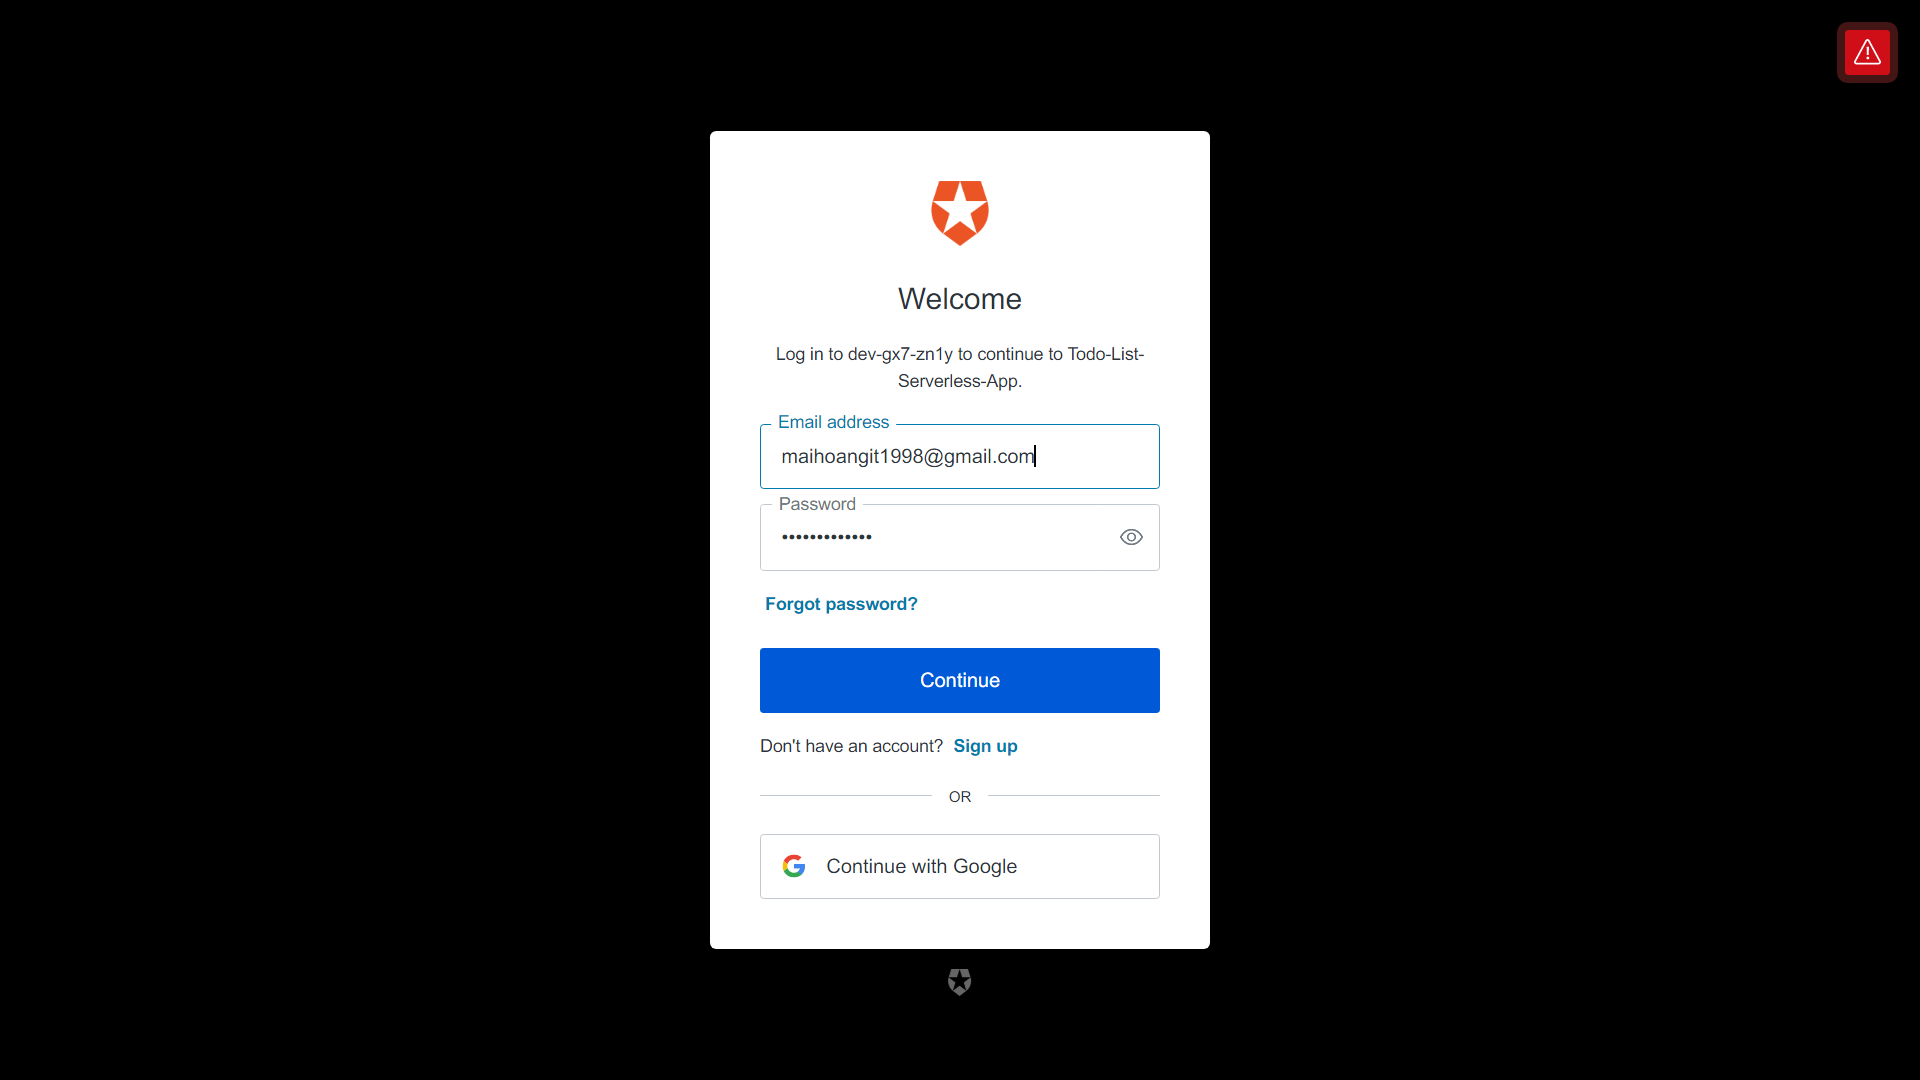 Welcome
Log in to dev-gx7-zn1y to continue to Todo-List-
Serverless-App.
Email address
maihoangit1998@gmail.com
Password
•••••••••••••
Forgot password?
Continue
Don't have an account? Sign up
OR
Continue with Google